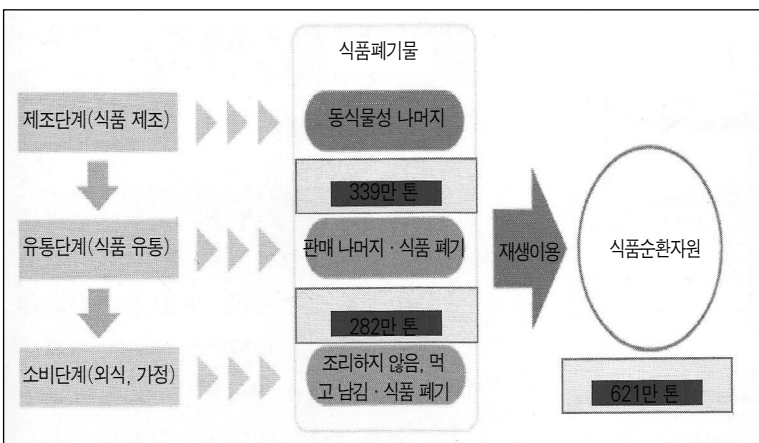 식품폐기물
제조단계(식품 제조)
동식물성 나머지
339만 톤
유통단계(식품 유통)
판매 나머지 · 식품 폐기
재생이용
식품순환자원
282만 톤
소비단계(외식, 가정)
조리하지 않음, 먹
고 남김 · 식품 폐기
621만 톤